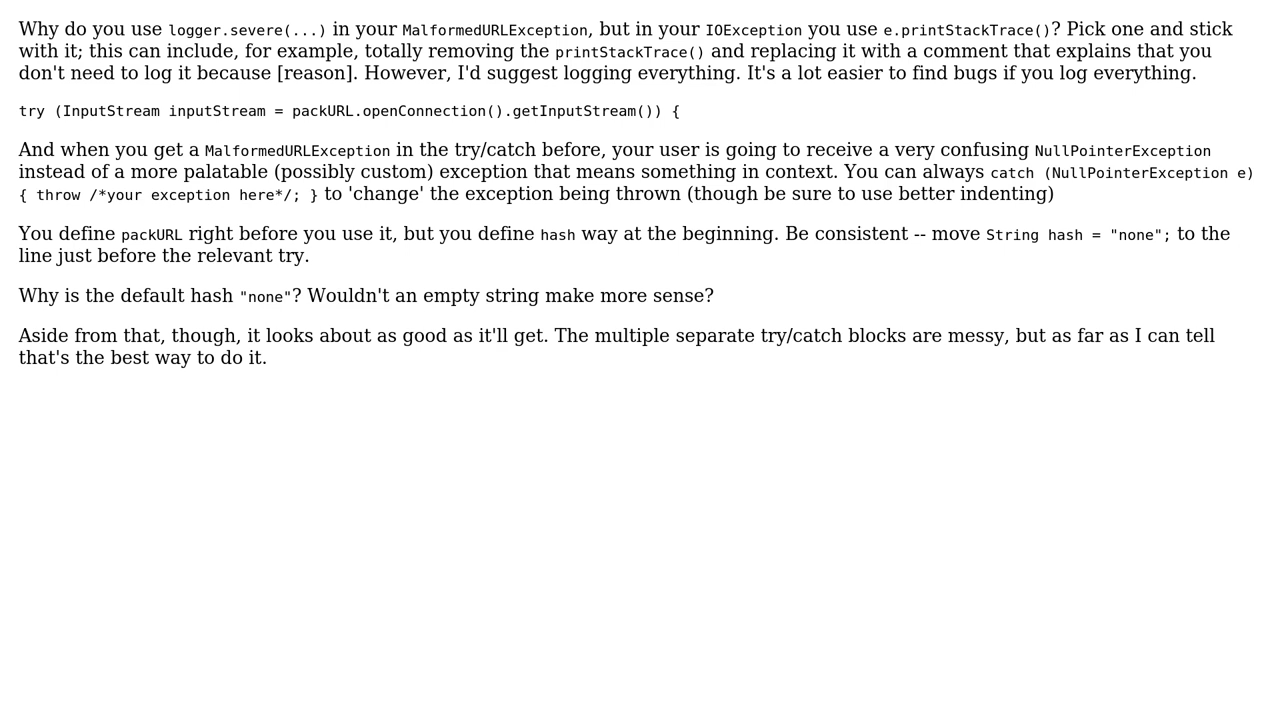 Why do you use logger.severe(...) in your MalformedURLException, but in your IOException you use e.printStackTrace()? Pick one and stick
with it; this can include, for example, totally removing the printStackTrace() and replacing it with a comment that explains that you
don't need to log it because [reason]. However, I'd suggest logging everything. It's a lot easier to find bugs if you log everything.
try (InputStream inputStream = packURL.openConnection().getInputStream()) {
And when you get a MalformedURLException in the try/catch before, your user is going to receive a very confusing NullPointerException
instead of a more palatable (possibly custom) exception that means something in context. You can always catch (NullPointerException e)
{ throw /*your exception here*/; } to 'change' the exception being thrown (though be sure to use better indenting)
You define packURL right before you use it, but you define hash way at the beginning. Be consistent -- move String hash = "none"; to the
line just before the relevant try.
Why is the default hash "none"? Wouldn't an empty string make more sense?
Aside from that, though, it looks about as good as it'll get. The multiple separate try/catch blocks are messy, but as far as I can tell
that's the best way to do it.